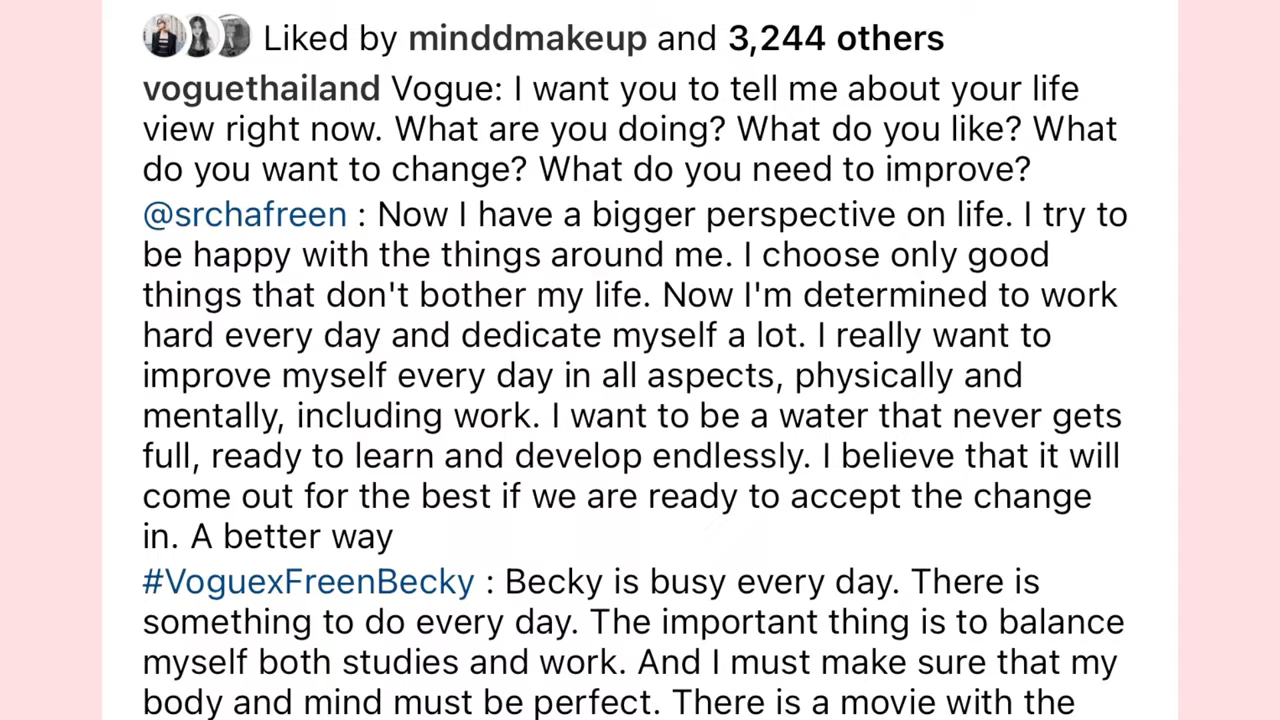 Liked by minddmakeup and 3,244 others
voguethailand Vogue: I want you to tell me about your life
view right now. What are you doing? What do you like? What
do you want to change? What do you need to improve?
@srchafreen : Now I have a bigger perspective on life. I try to
be happy with the things around me. I choose only good
things that don't bother my life. Now I'm determined to work
hard every day and dedicate myself a lot. I really want to
improve myself every day in all aspects, physically and
mentally, including work. I want to be a water that never gets
full, ready to learn and develop endlessly. I believe that it will
come out for the best if we are ready to accept the change
in. A better way
#VoguexFreenBecky : Becky is busy every day. There is
something to do every day. The important thing is to balance
myself both studies and work. And I must make sure that my
body and mind must be perfect. There is a movie with the